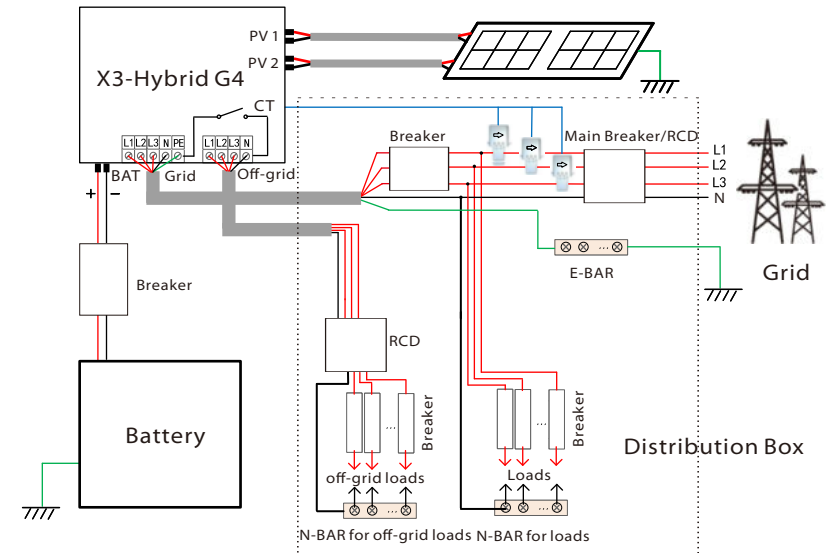 PV 1
PV 2
X3-Hybrid G4
CT
L1 L2 L3 N PE
L1 L2 L3 N
BAT
Grid
Off-grid
+
−
Breaker
Main Breaker/RCD
L1
L2
L3
N
E-BAR
...
Grid
Breaker
RCD
Battery
...
Breaker
...
Breaker
Distribution Box
off-grid loads
Loads
...
...
N-BAR for off-grid loads
N-BAR for loads